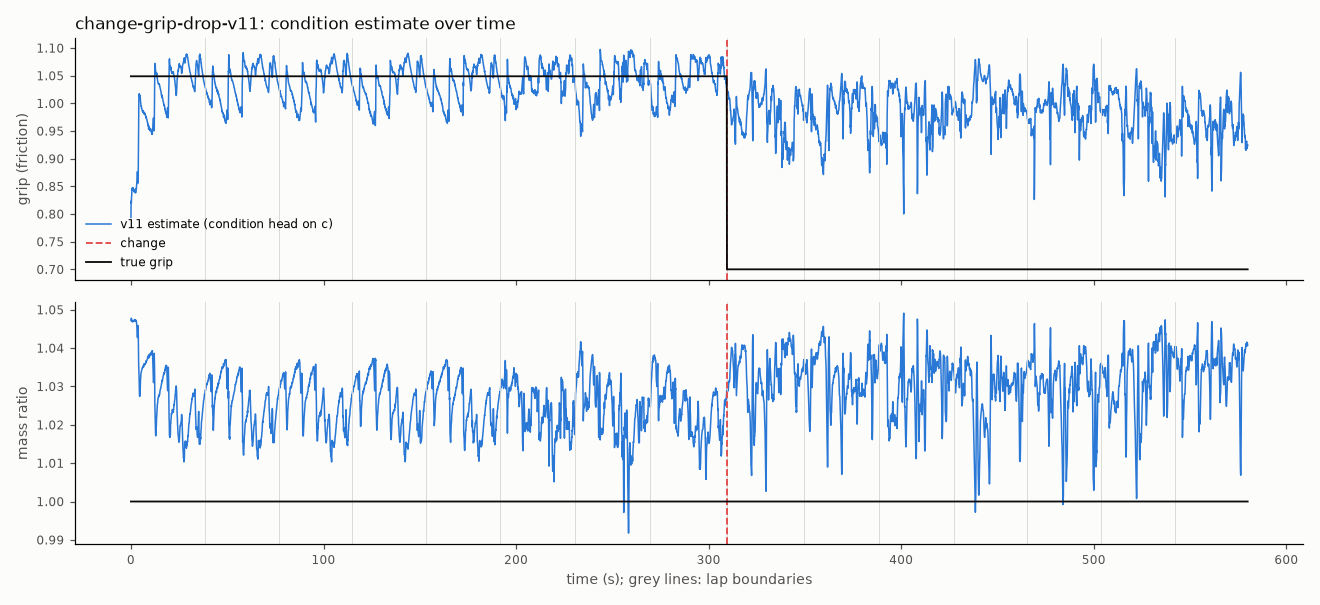 change-grip-drop-v11: condition estimate over time
grip (friction)
1.10
1.05
1.00
0.95
0.90
0.85
0.80
0.75
0.70
v11 estimate (condition head on c)
change
true grip
mass ratio
1.05
1.04
1.03
1.02
1.01
1.00
0.99
0 100 200 300 400 500 600
time (s); grey lines: lap boundaries